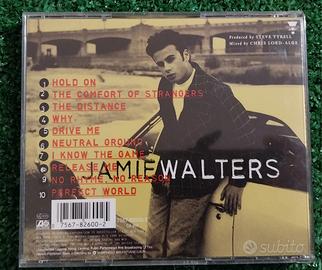 Produced by STEVE TYRELL
Mixed by CHRIS LORD-ALGE
1 HOLD ON
2 THE COMFORT OF STRANGERS
3 THE DISTANCE
4 WHY
5 DRIVE ME
6 NEUTRAL GROUND
7 I KNOW THE GAME
8 RELEASE ME
9 NO RHYME, NO REASON
10 PERFECT WORLD
JAMIE WALTERS
7567-82600-2
subito